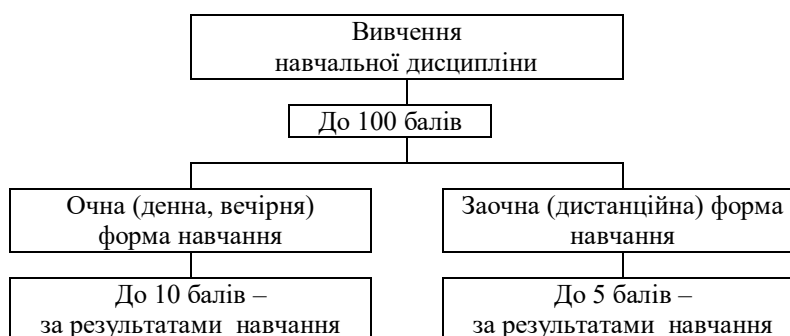 Вивчення
навчальної дисципліни
До 100 балів
Очна (денна, вечірня)
форма навчання
Заочна (дистанційна) форма
навчання
До 10 балів –
за результатами навчання
До 5 балів –
за результатами навчання